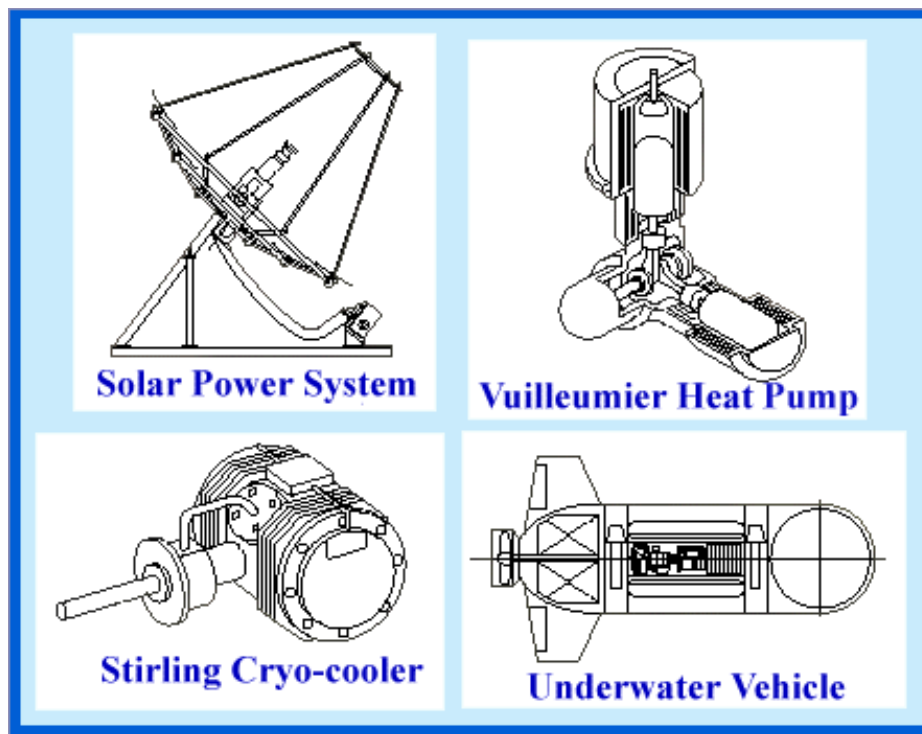 Solar Power System
Vuilleumier Heat Pump
Stirling Cryo-cooler
Underwater Vehicle